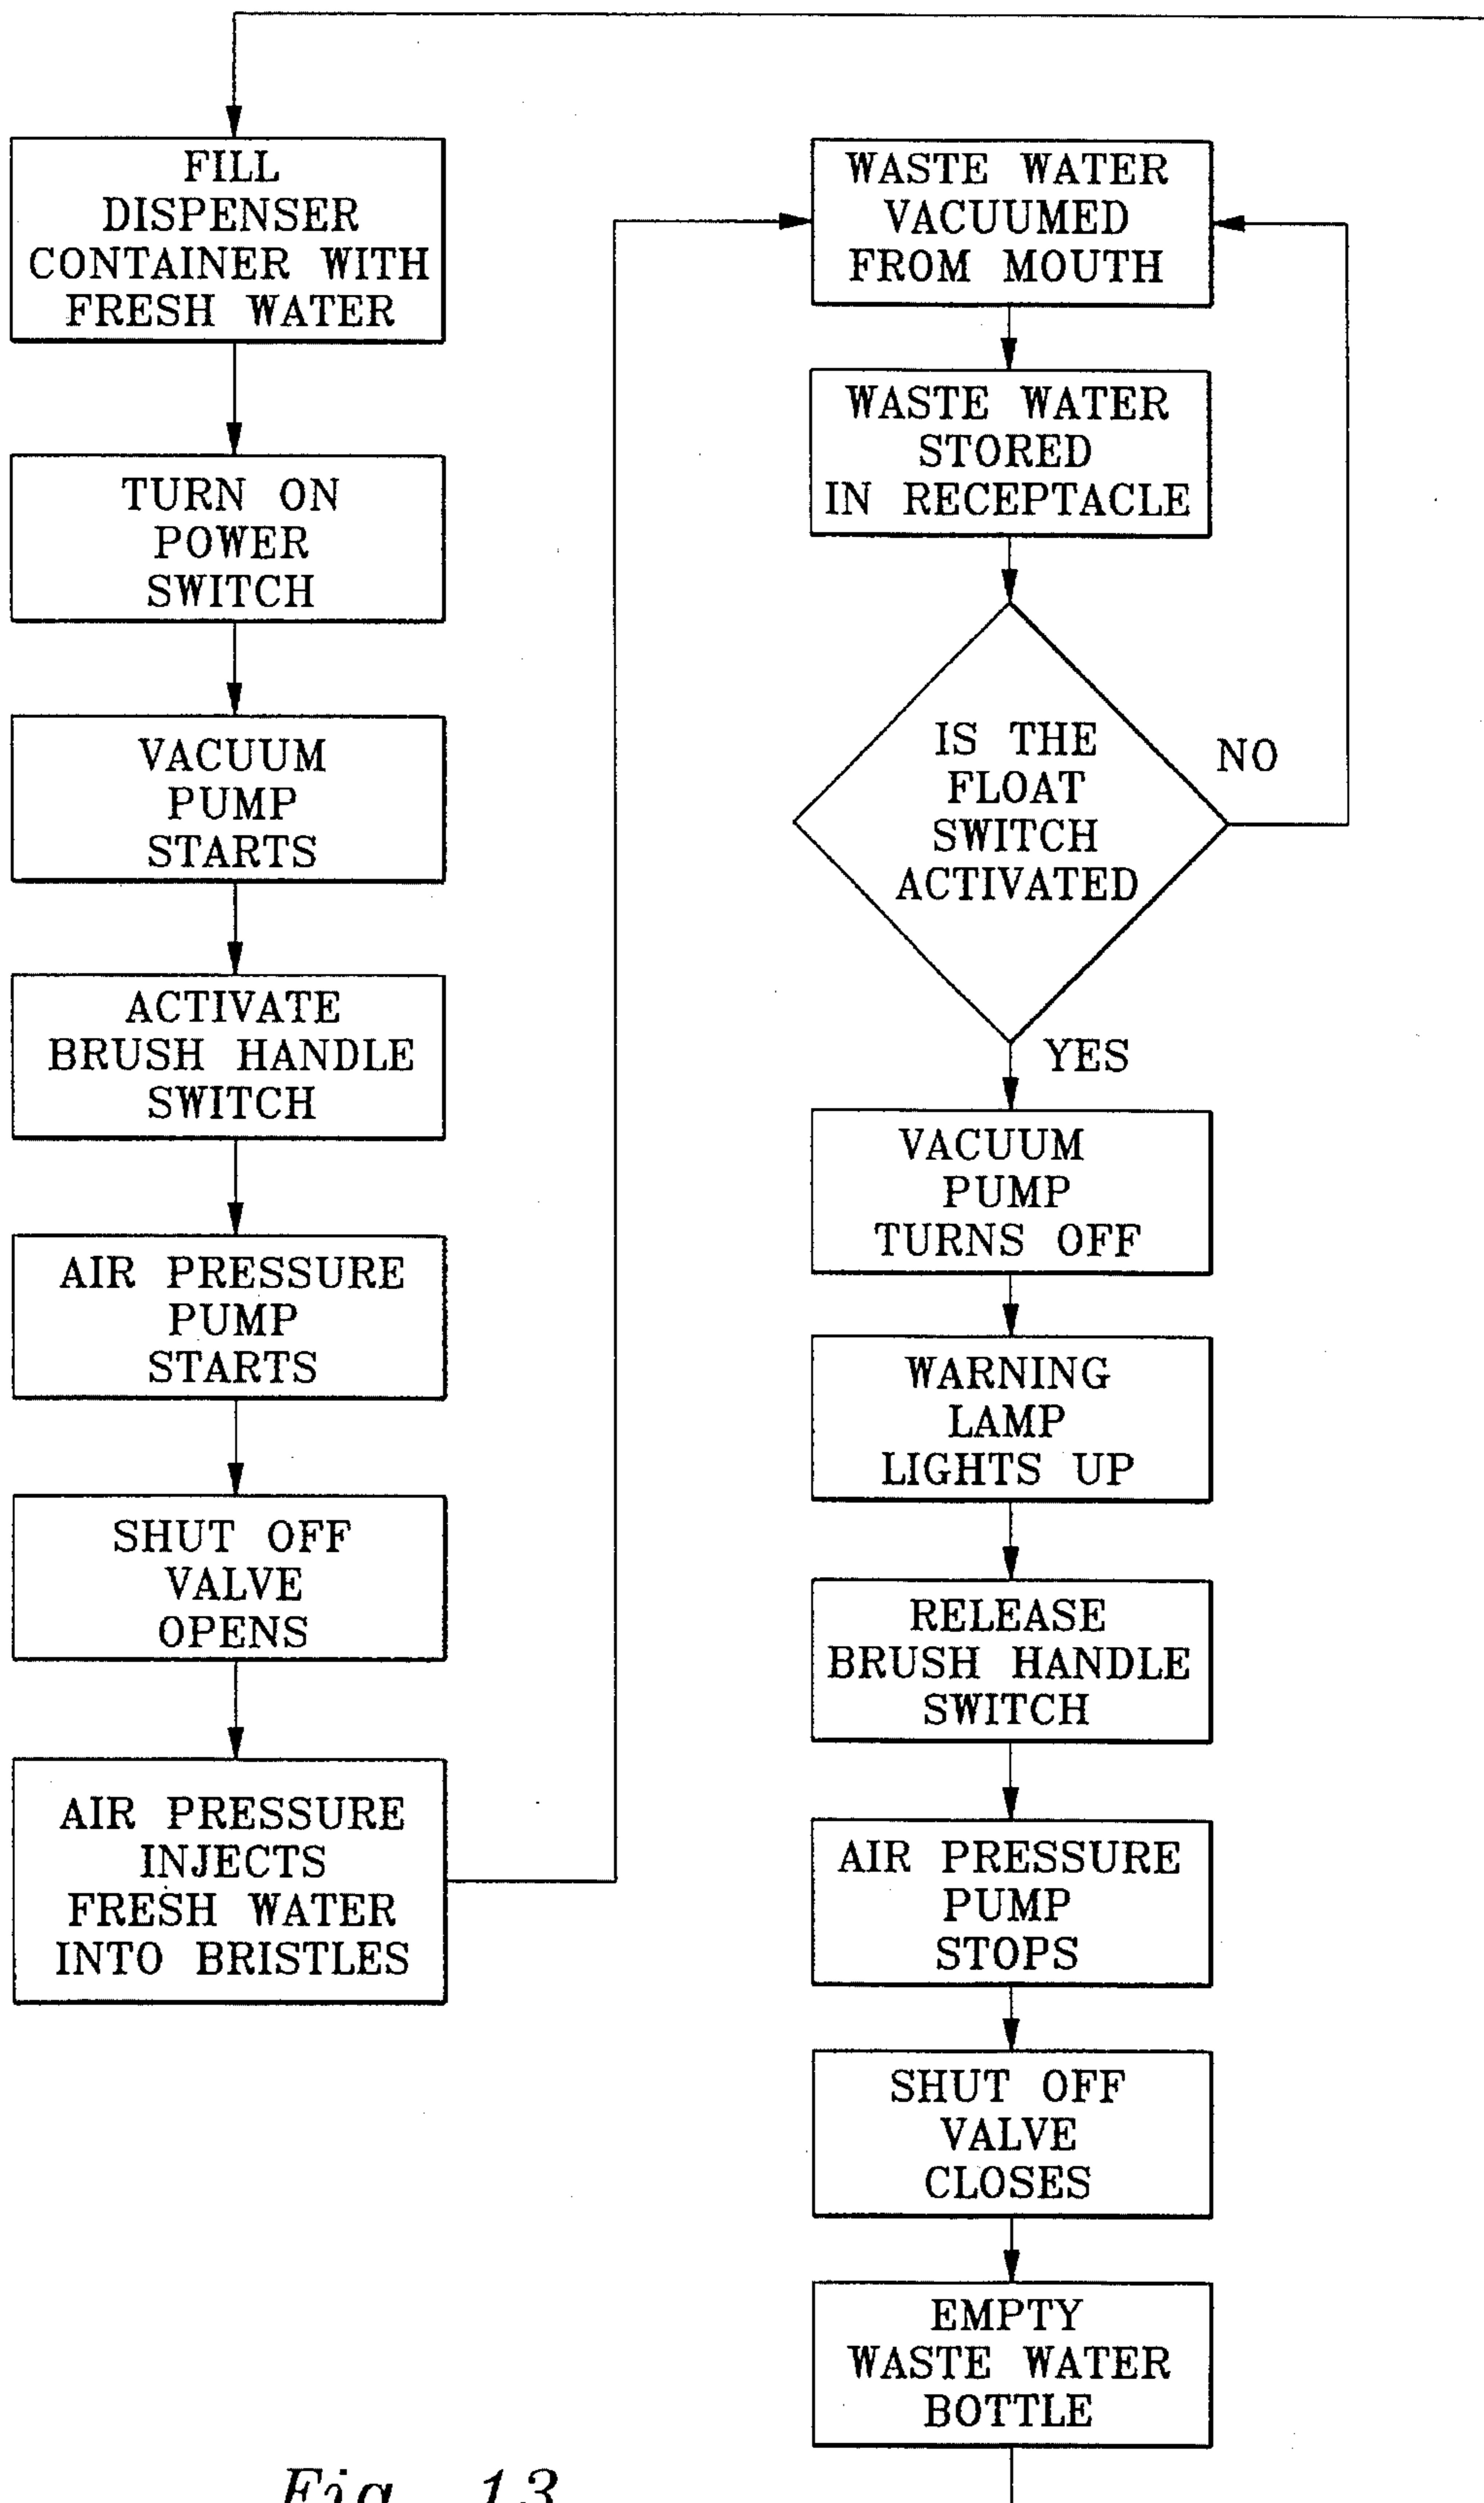 FILL
DISPENSER
CONTAINER WITH
FRESH WATER
TURN ON
POWER
SWITCH
VACUUM
PUMP
STARTS
ACTIVATE
BRUSH HANDLE
SWITCH
AIR PRESSURE
PUMP
STARTS
SHUT OFF
VALVE
OPENS
AIR PRESSURE
INJECTS
FRESH WATER
INTO BRISTLES
WASTE WATER
VACUUMED
FROM MOUTH
WASTE WATER
STORED
IN RECEPTACLE
IS THE
FLOAT
SWITCH
ACTIVATED
NO
YES
VACUUM
PUMP
TURNS OFF
WARNING
LAMP
LIGHTS UP
RELEASE
BRUSH HANDLE
SWITCH
AIR PRESSURE
PUMP
STOPS
SHUT OFF
VALVE
CLOSES
EMPTY
WASTE WATER
BOTTLE
Fig. 13